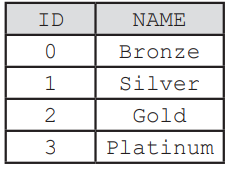 ID NAME
0 Bronze
1 Silver
2 Gold
3 Platinum